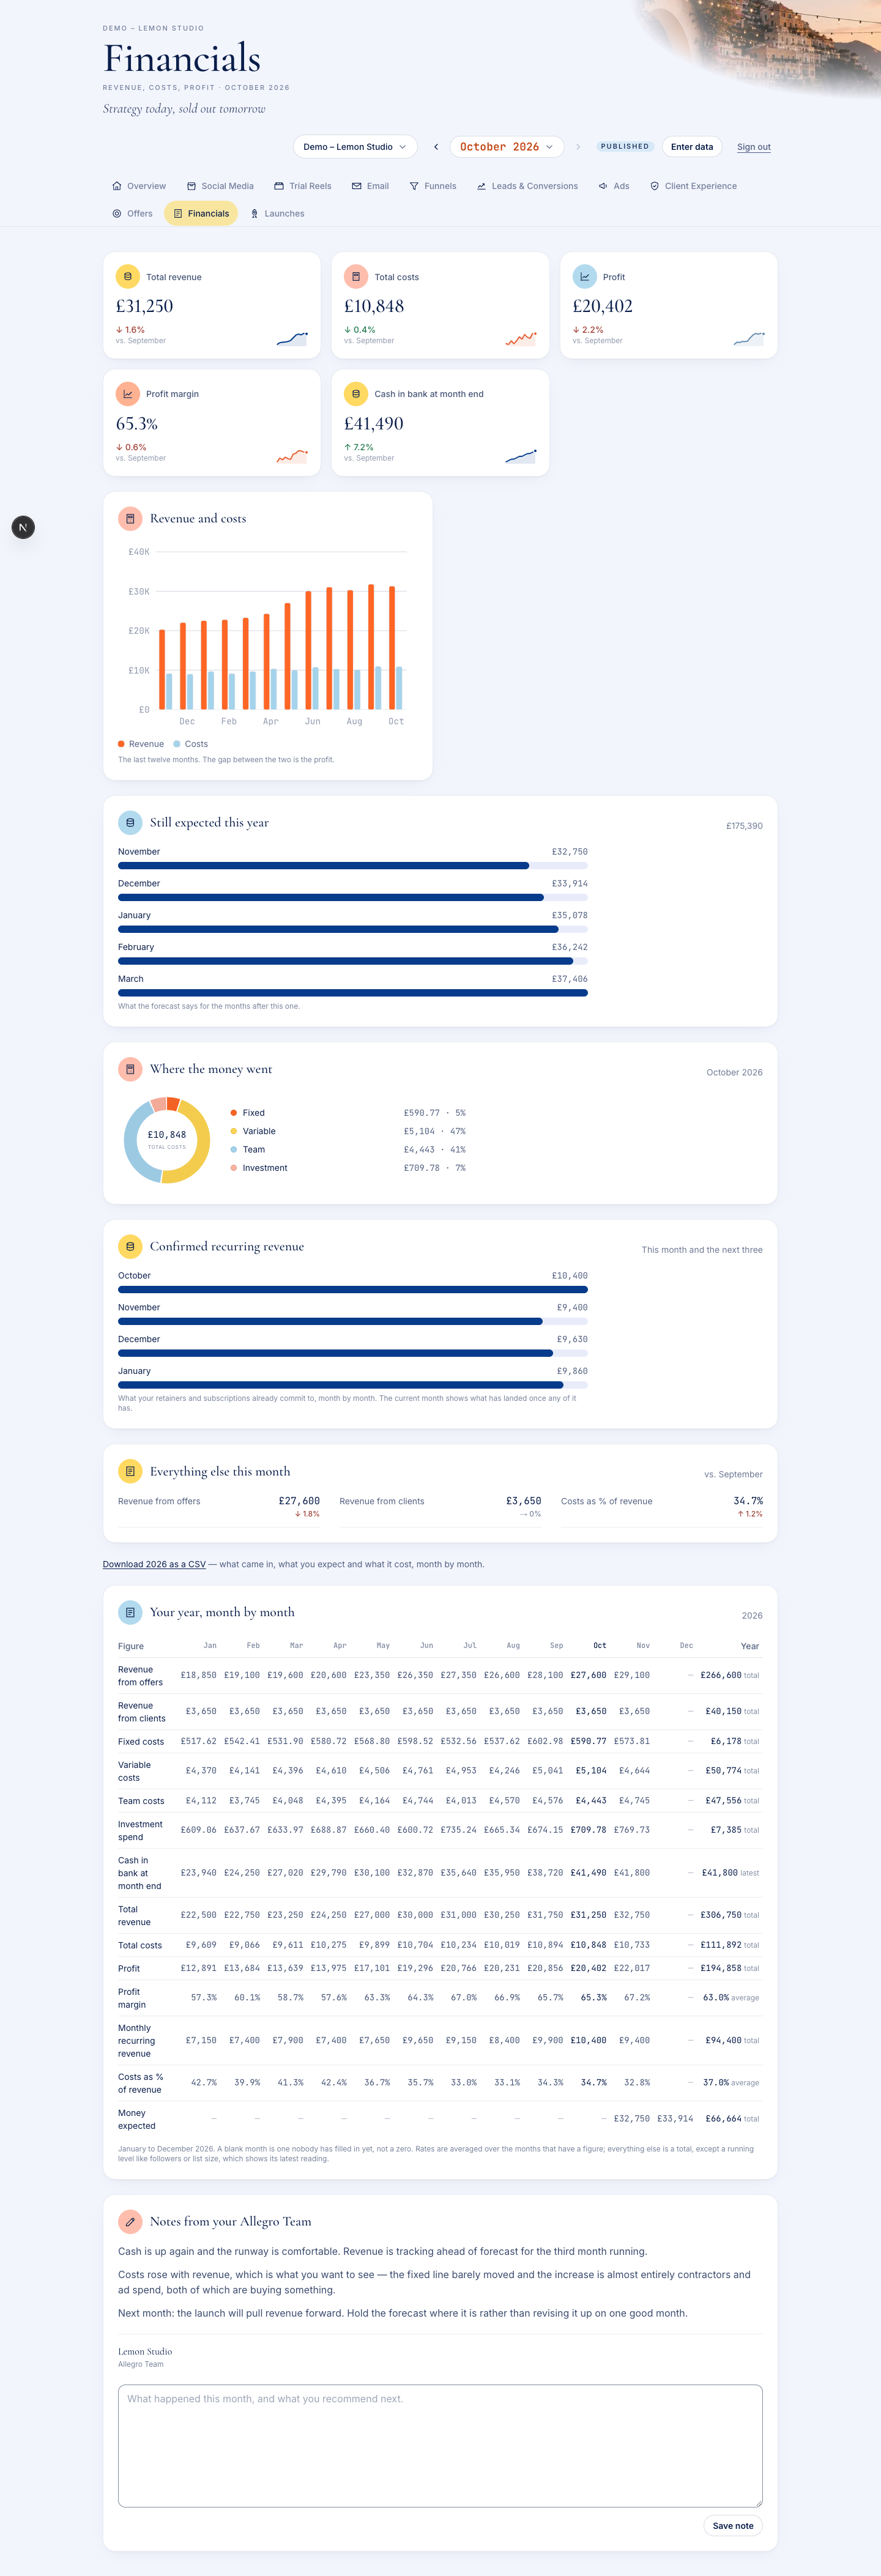 DEMO – LEMON STUDIO
Financials
REVENUE, COSTS, PROFIT · OCTOBER 2026
Strategy today, sold out tomorrow
Demo – Lemon Studio
October 2026
PUBLISHED
Enter data
Sign out
Overview
Social Media
Trial Reels
Email
Funnels
Leads & Conversions
Ads
Client Experience
Offers
Financials
Launches
Total revenue
£31,250
↓ 1.6%
vs. September
Total costs
£10,848
↓ 0.4%
vs. September
Profit
£20,402
↓ 2.2%
vs. September
Profit margin
65.3%
↓ 0.6%
vs. September
Cash in bank at month end
£41,490
↑ 7.2%
vs. September
N
Revenue and costs
£40K
£30K
£20K
£10K
£0
Dec Feb Apr Jun Aug Oct
Revenue Costs
The last twelve months. The gap between the two is the profit.
Still expected this year
£175,390
November £32,750
December £33,914
January £35,078
February £36,242
March £37,406
What the forecast says for the months after this one.
Where the money went
October 2026
£10,848
TOTAL COSTS
Fixed £590.77 · 5%
Variable £5,104 · 47%
Team £4,443 · 41%
Investment £709.78 · 7%
Confirmed recurring revenue
This month and the next three
October £10,400
November £9,400
December £9,630
January £9,860
What your retainers and subscriptions already commit to, month by month. The current month shows what has landed once any of it
has.
Everything else this month
vs. September
Revenue from offers £27,600
↓ 1.8%
Revenue from clients £3,650
→ 0%
Costs as % of revenue 34.7%
↑ 1.2%
Download 2026 as a CSV — what came in, what you expect and what it cost, month by month.
Your year, month by month
2026
Figure Jan Feb Mar Apr May Jun Jul Aug Sep Oct Nov Dec Year
Revenue from offers £18,850 £19,100 £19,600 £20,600 £23,350 £26,350 £27,350 £26,600 £28,100 £27,600 £29,100 — £266,600 total
Revenue from clients £3,650 £3,650 £3,650 £3,650 £3,650 £3,650 £3,650 £3,650 £3,650 £3,650 £3,650 — £40,150 total
Fixed costs £517.62 £542.41 £531.90 £580.72 £568.80 £598.52 £532.56 £537.62 £602.98 £590.77 £573.81 — £6,178 total
Variable costs £4,370 £4,141 £4,396 £4,610 £4,506 £4,761 £4,953 £4,246 £5,041 £5,104 £4,644 — £50,774 total
Team costs £4,112 £3,745 £4,048 £4,395 £4,164 £4,744 £4,013 £4,570 £4,576 £4,443 £4,745 — £47,556 total
Investment spend £609.06 £637.67 £633.97 £688.87 £660.40 £600.72 £735.24 £665.34 £674.15 £709.78 £769.73 — £7,385 total
Cash in bank at month end £23,940 £24,250 £27,020 £29,790 £30,100 £32,870 £35,640 £35,950 £38,720 £41,490 £41,800 — £41,800 latest
Total revenue £22,500 £22,750 £23,250 £24,250 £27,000 £30,000 £31,000 £30,250 £31,750 £31,250 £32,750 — £306,750 total
Total costs £9,609 £9,066 £9,611 £10,275 £9,899 £10,704 £10,234 £10,019 £10,894 £10,848 £10,733 — £111,892 total
Profit £12,891 £13,684 £13,639 £13,975 £17,101 £19,296 £20,766 £20,231 £20,856 £20,402 £22,017 — £194,858 total
Profit margin 57.3% 60.1% 58.7% 57.6% 63.3% 64.3% 67.0% 66.9% 65.7% 65.3% 67.2% — 63.0% average
Monthly recurring revenue £7,150 £7,400 £7,900 £7,400 £7,650 £9,650 £9,150 £8,400 £9,900 £10,400 £9,400 — £94,400 total
Costs as % of revenue 42.7% 39.9% 41.3% 42.4% 36.7% 35.7% 33.0% 33.1% 34.3% 34.7% 32.8% — 37.0% average
Money expected — — — — — — — — — — £32,750 £33,914 £66,664 total
January to December 2026. A blank month is one nobody has filled in yet, not a zero. Rates are averaged over the months that have a figure; everything else is a total, except a running
level like followers or list size, which shows its latest reading.
Notes from your Allegro Team
Cash is up again and the runway is comfortable. Revenue is tracking ahead of forecast for the third month running.
Costs rose with revenue, which is what you want to see — the fixed line barely moved and the increase is almost entirely contractors and
ad spend, both of which are buying something.
Next month: the launch will pull revenue forward. Hold the forecast where it is rather than revising it up on one good month.
Lemon Studio
Allegro Team
What happened this month, and what you recommend next.
Save note